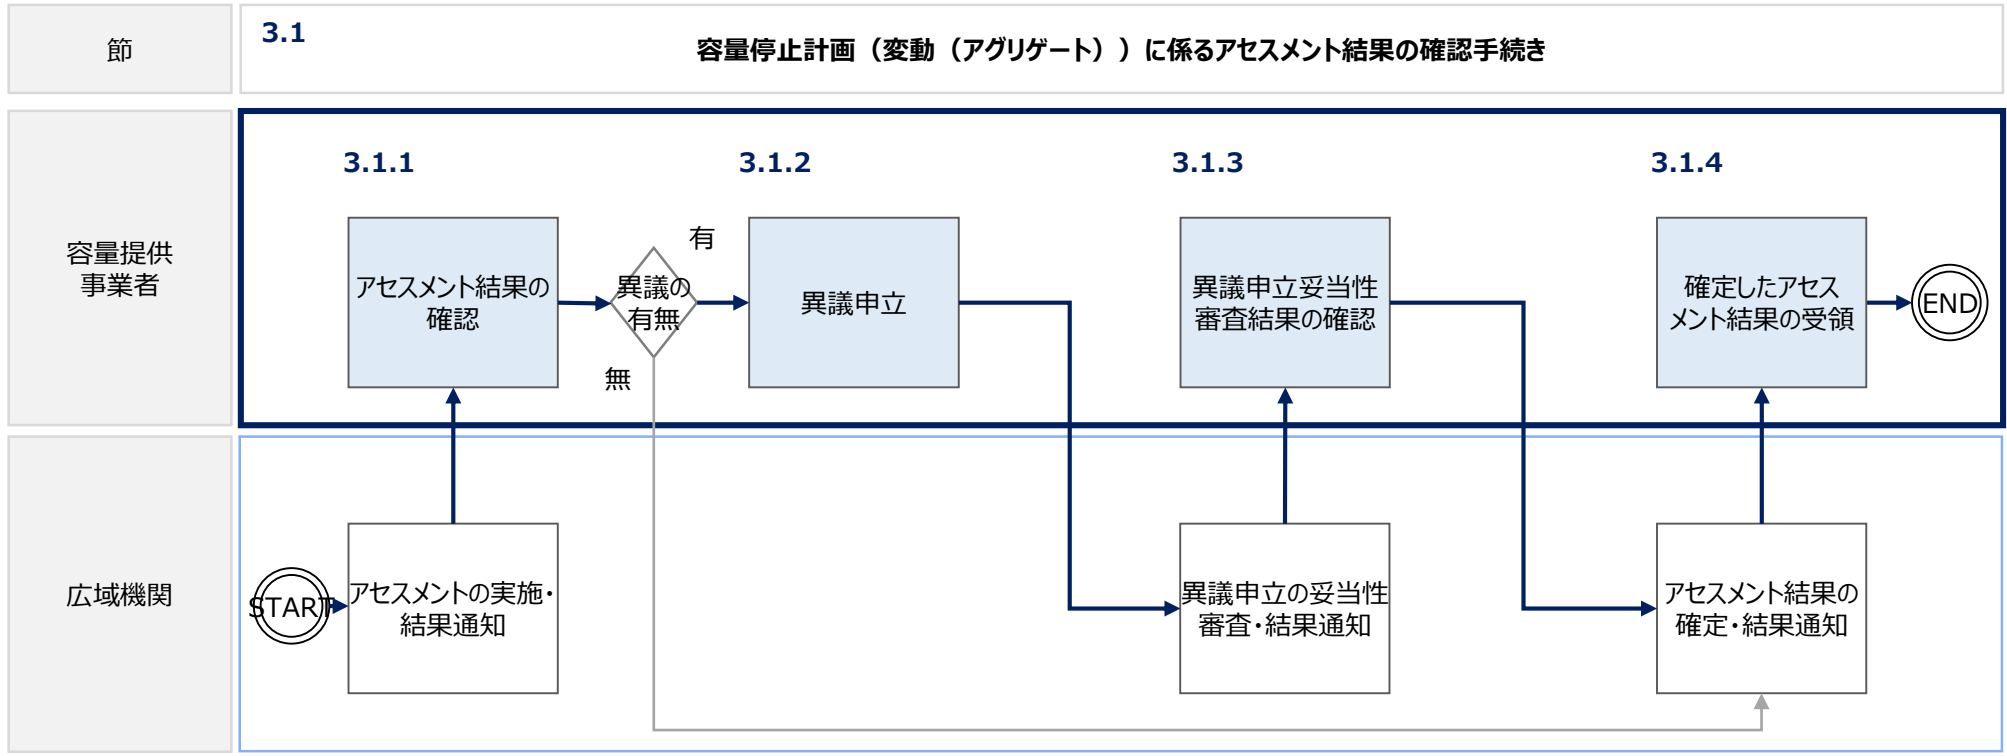 節
3.1
容量停止計画（変動（アグリゲート））に係るアセスメント結果の確認手続き
容量提供
事業者
3.1.1
3.1.2
3.1.3
3.1.4
アセスメント結果の
確認
異議の
有無
有
無
異議申立
異議申立妥当性
審査結果の確認
確定したアセス
メント結果の受領
END
広域機関
START
アセスメントの実施・
結果通知
異議申立の妥当性
審査・結果通知
アセスメント結果の
確定・結果通知